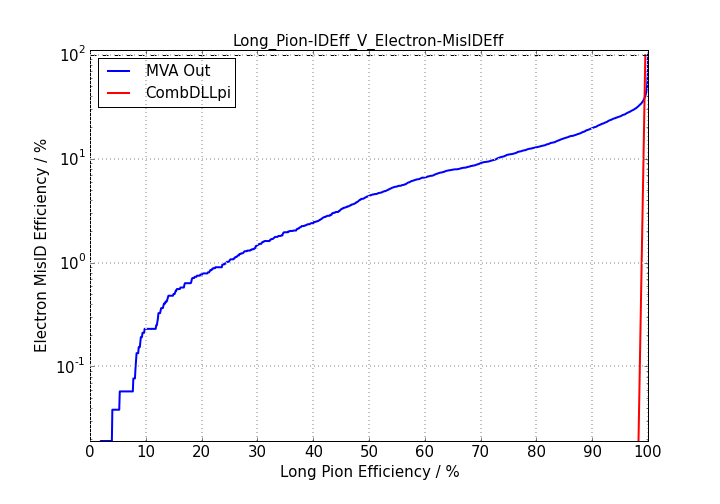 Long_Pion-IDEff_V_Electron-MisIDEff
MVA Out
CombDLLpi
10²
10¹
10⁰
10⁻¹
Electron MisID Efficiency / %
0 10 20 30 40 50 60 70 80 90 100
Long Pion Efficiency / %